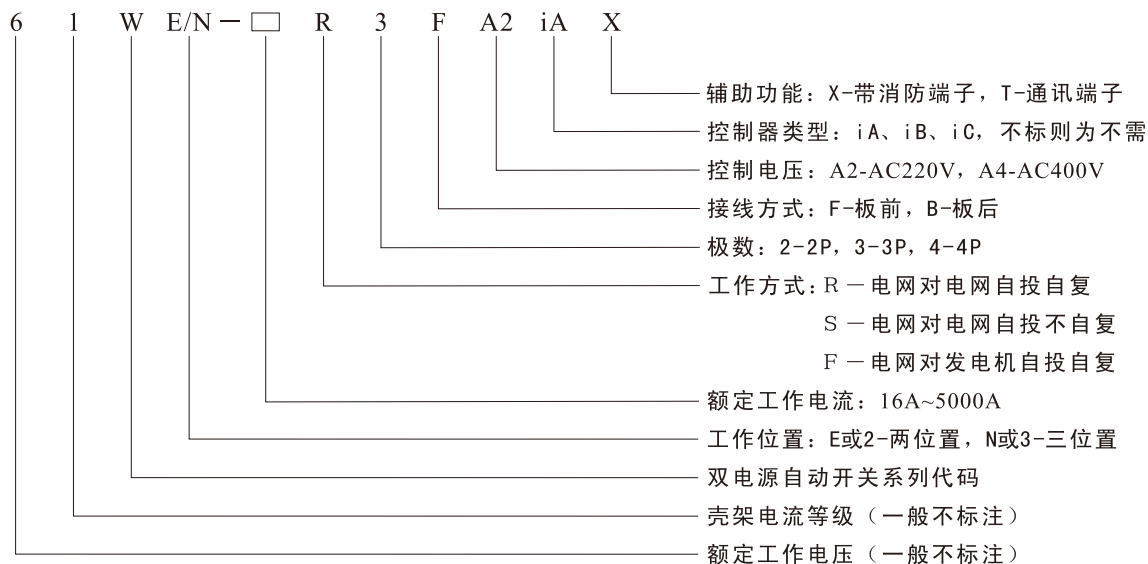 6 1 W E/N－□ R 3 F A2 iA X
辅助功能：X-带消防端子，T-通讯端子
控制器类型：iA、iB、iC，不标则为不需
控制电压：A2-AC220V，A4-AC400V
接线方式：F-板前，B-板后
极数：2-2P，3-3P，4-4P
工作方式：R－电网对电网自投自复
S－电网对电网自投不自复
F－电网对发电机自投自复
额定工作电流：16A~5000A
工作位置：E或2-两位置，N或3-三位置
双电源自动开关系列代码
壳架电流等级（一般不标注）
额定工作电压（一般不标注）